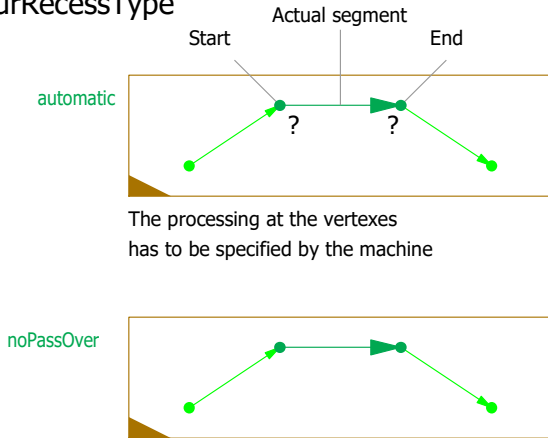 urRecessType
Actual segment
Start
End
automatic
?
?
The processing at the vertexes
has to be specified by the machine
noPassOver